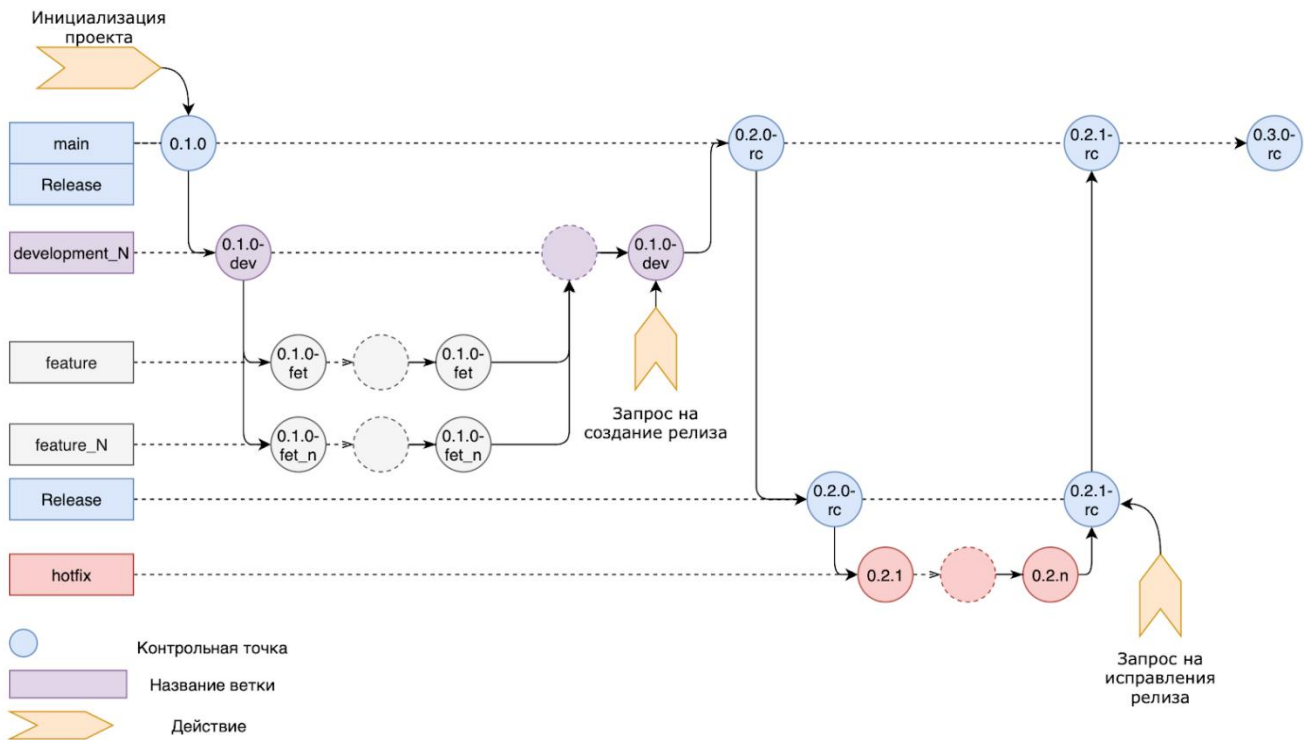 Инициализация
проекта
main
0.1.0
0.2.0-
rc
0.2.1-
rc
0.3.0-
rc
Release
development_N
0.1.0-
dev
0.1.0-
dev
feature
0.1.0-
fet
0.1.0-
fet
Запрос на
создание релиза
feature_N
0.1.0-
fet_n
0.1.0-
fet_n
Release
0.2.0-
rc
0.2.1-
rc
hotfix
0.2.1
0.2.n
Контрольная точка
Название ветки
Действие
Запрос на
исправления
релиза